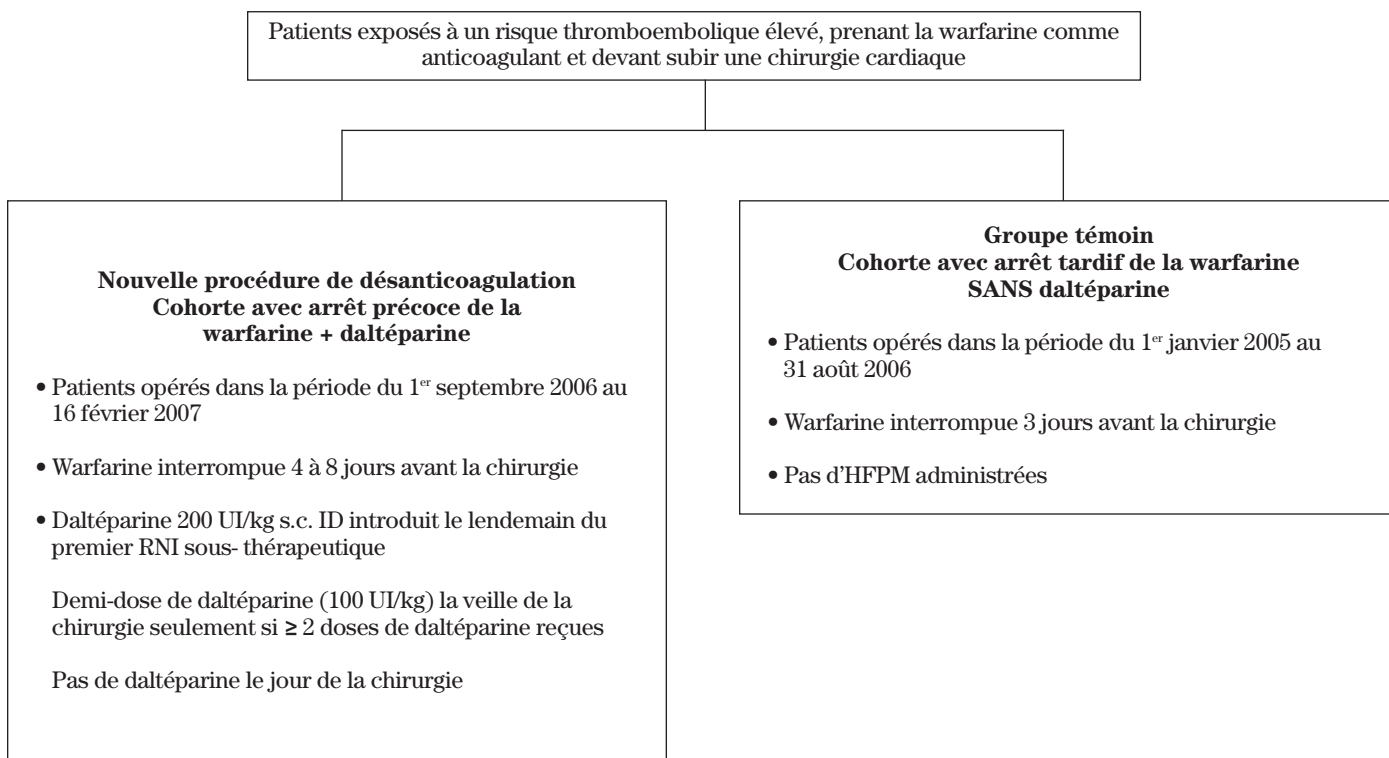 Patients exposés à un risque thromboembolique élevé, prenant la warfarine comme
anticoagulant et devant subir une chirurgie cardiaque
Nouvelle procédure de désanticoagulation
Cohorte avec arrêt précoce de la
warfarine + daltéparine
• Patients opérés dans la période du 1er septembre 2006 au
16 février 2007
• Warfarine interrompue 4 à 8 jours avant la chirurgie
• Daltéparine 200 UI/kg s.c. ID introduit le lendemain du
premier RNI sous- thérapeutique
Demi-dose de daltéparine (100 UI/kg) la veille de la
chirurgie seulement si ≥ 2 doses de daltéparine reçues
Pas de daltéparine le jour de la chirurgie
Groupe témoin
Cohorte avec arrêt tardif de la warfarine
SANS daltéparine
• Patients opérés dans la période du 1er janvier 2005 au
31 août 2006
• Warfarine interrompue 3 jours avant la chirurgie
• Pas d'HFPM administrées